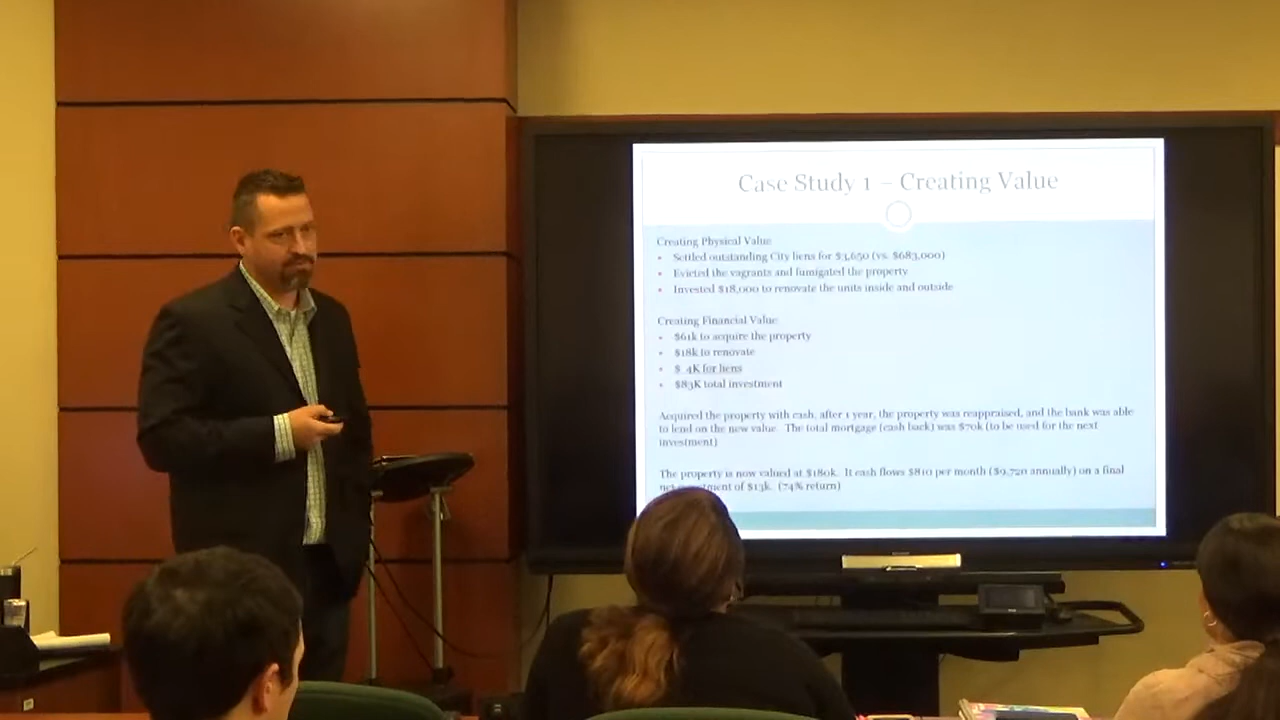 Case Study 1 – Creating Value
Creating Physical Value
• Settled outstanding City liens for $3,650 (vs. $683,000)
• Evicted the vagrants and fumigated the property
• Invested $18,000 to renovate the units inside and outside
Creating Financial Value
• $61k to acquire the property
• $18k to renovate
• $ 4K for liens
• $83K total investment
Acquired the property with cash, after 1 year, the property was reappraised, and the bank was able
to lend on the new value. The total mortgage (cash back) was $70k (to be used for the next
investment)
The property is now valued at $180k. It cash flows $810 per month ($9,720 annually) on a final
of $13k. (74% return)